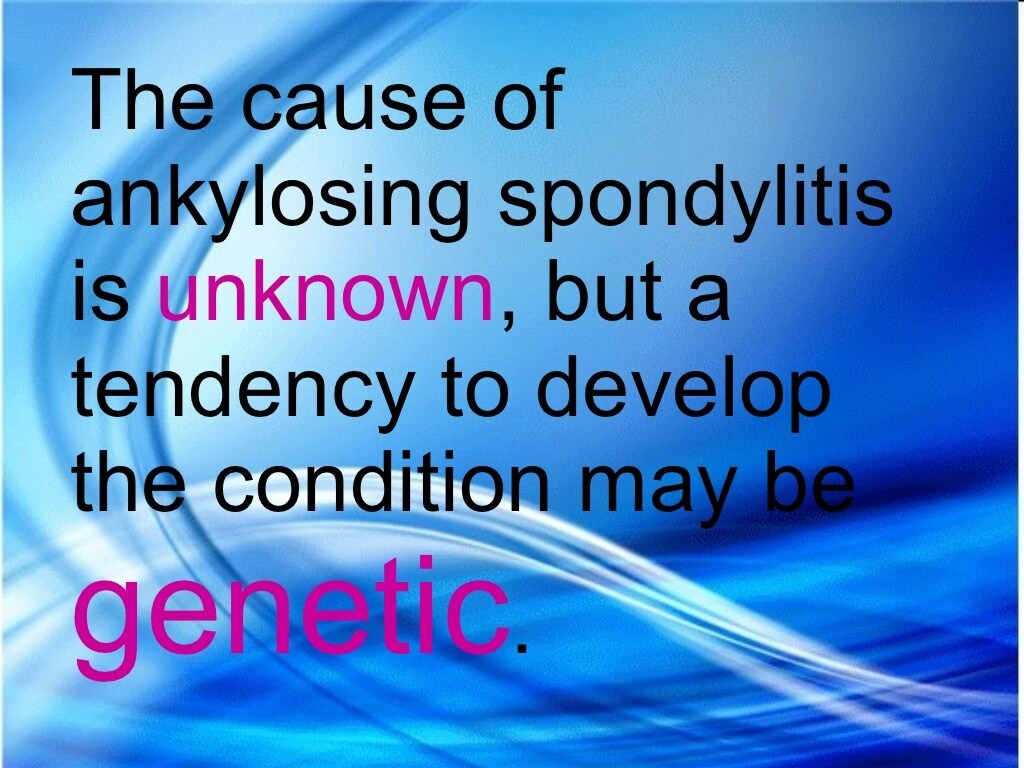 The cause of
ankylosing spondylitis
is unknown, but a
tendency to develop
the condition may be
genetic.